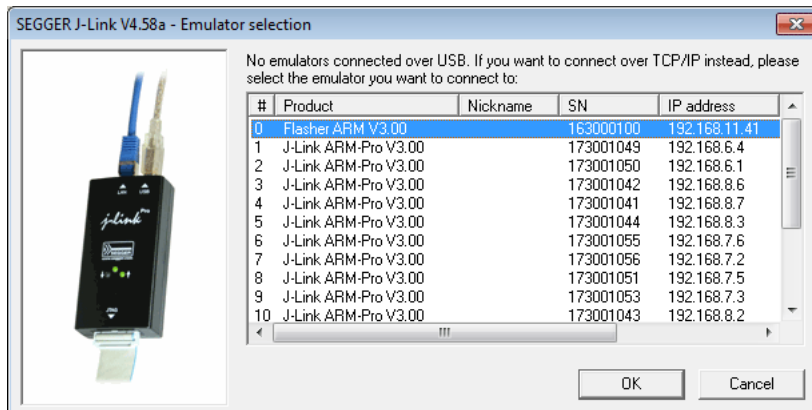 SEGGER J-Link V4.58a - Emulator selection
No emulators connected over USB. If you want to connect over TCP/IP instead, please
select the emulator you want to connect to:
# Product Nickname SN IP address
0 Flasher ARM V3.00 163000100 192.168.11.41
1 J-Link ARM-Pro V3.00 173001049 192.168.6.4
2 J-Link ARM-Pro V3.00 173001050 192.168.6.1
3 J-Link ARM-Pro V3.00 173001042 192.168.8.6
4 J-Link ARM-Pro V3.00 173001041 192.168.8.7
5 J-Link ARM-Pro V3.00 173001044 192.168.8.3
6 J-Link ARM-Pro V3.00 173001055 192.168.7.6
7 J-Link ARM-Pro V3.00 173001056 192.168.7.2
8 J-Link ARM-Pro V3.00 173001051 192.168.7.5
9 J-Link ARM-Pro V3.00 173001053 192.168.7.3
10 J-Link ARM-Pro V3.00 173001043 192.168.8.2
LAN USB
J-Link Pro
SEGGER
JTAG
OK Cancel